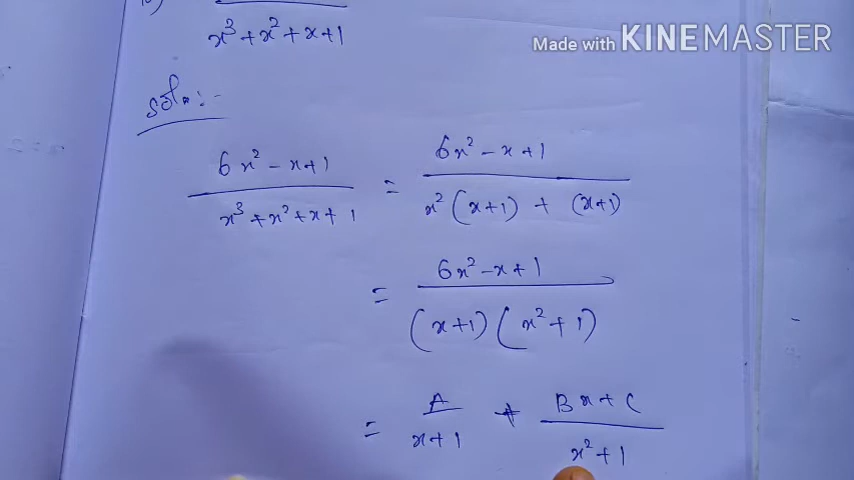 x³ + x² + x + 1
Made with KINEMASTER
Soln :-
6x² - x + 1 / x³ + x² + x + 1 = 6x² - x + 1 / x² (x+1) + (x+1)
= 6x² - x + 1 / (x+1) (x² + 1)
= A / x+1 + Bx + C / x² + 1